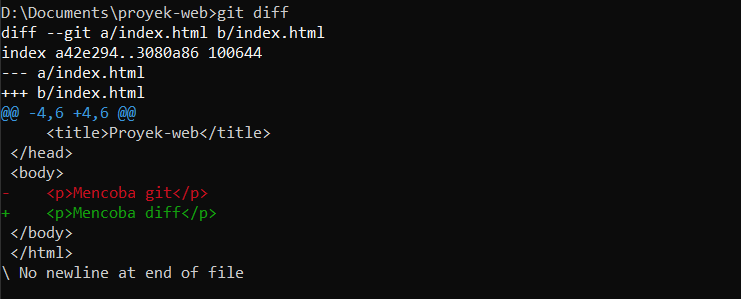 D:\Documents\proyek-web>git diff
diff --git a/index.html b/index.html
index a42e294..3080a86 100644
--- a/index.html
+++ b/index.html
@@ -4,6 +4,6 @@
     <title>Proyek-web</title>
 </head>
 <body>
-    <p>Mencoba git</p>
+    <p>Mencoba diff</p>
 </body>
 </html>
\ No newline at end of file